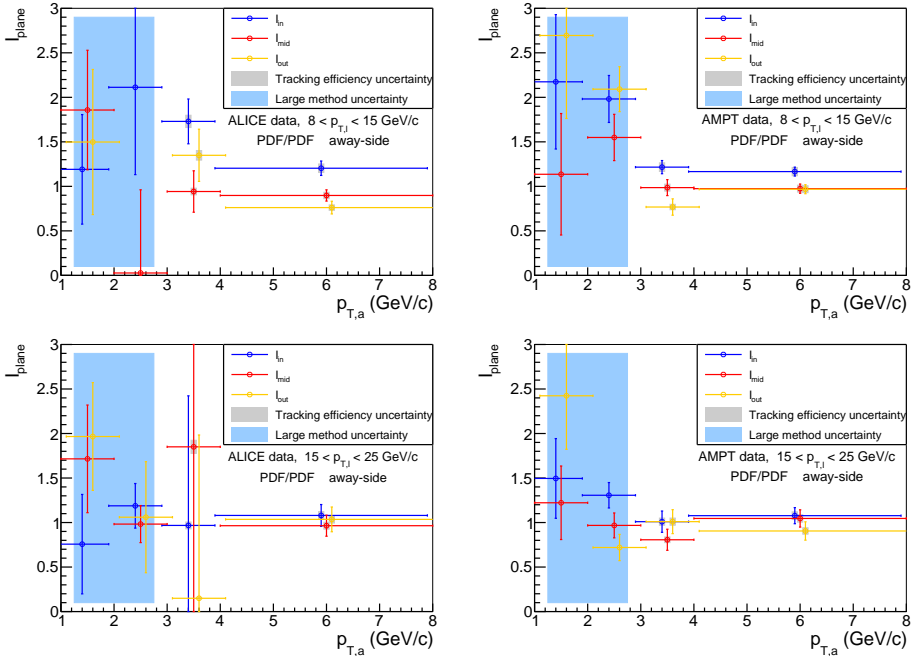 I_plane
3
2.5
2
1.5
1
0.5
0
1 2 3 4 5 6 7 8
p_T,a (GeV/c)
I_in
I_mid
I_out
Tracking efficiency uncertainty
Large method uncertainty
ALICE data, 8 < p_T,l < 15 GeV/c
PDF/PDF away-side
I_plane
3
2.5
2
1.5
1
0.5
0
1 2 3 4 5 6 7 8
p_T,a (GeV/c)
I_in
I_mid
I_out
Tracking efficiency uncertainty
Large method uncertainty
AMPT data, 8 < p_T,l < 15 GeV/c
PDF/PDF away-side
I_plane
3
2.5
2
1.5
1
0.5
0
1 2 3 4 5 6 7 8
p_T,a (GeV/c)
I_in
I_mid
I_out
Tracking efficiency uncertainty
Large method uncertainty
ALICE data, 15 < p_T,l < 25 GeV/c
PDF/PDF away-side
I_plane
3
2.5
2
1.5
1
0.5
0
1 2 3 4 5 6 7 8
p_T,a (GeV/c)
I_in
I_mid
I_out
Tracking efficiency uncertainty
Large method uncertainty
AMPT data, 15 < p_T,l < 25 GeV/c
PDF/PDF away-side